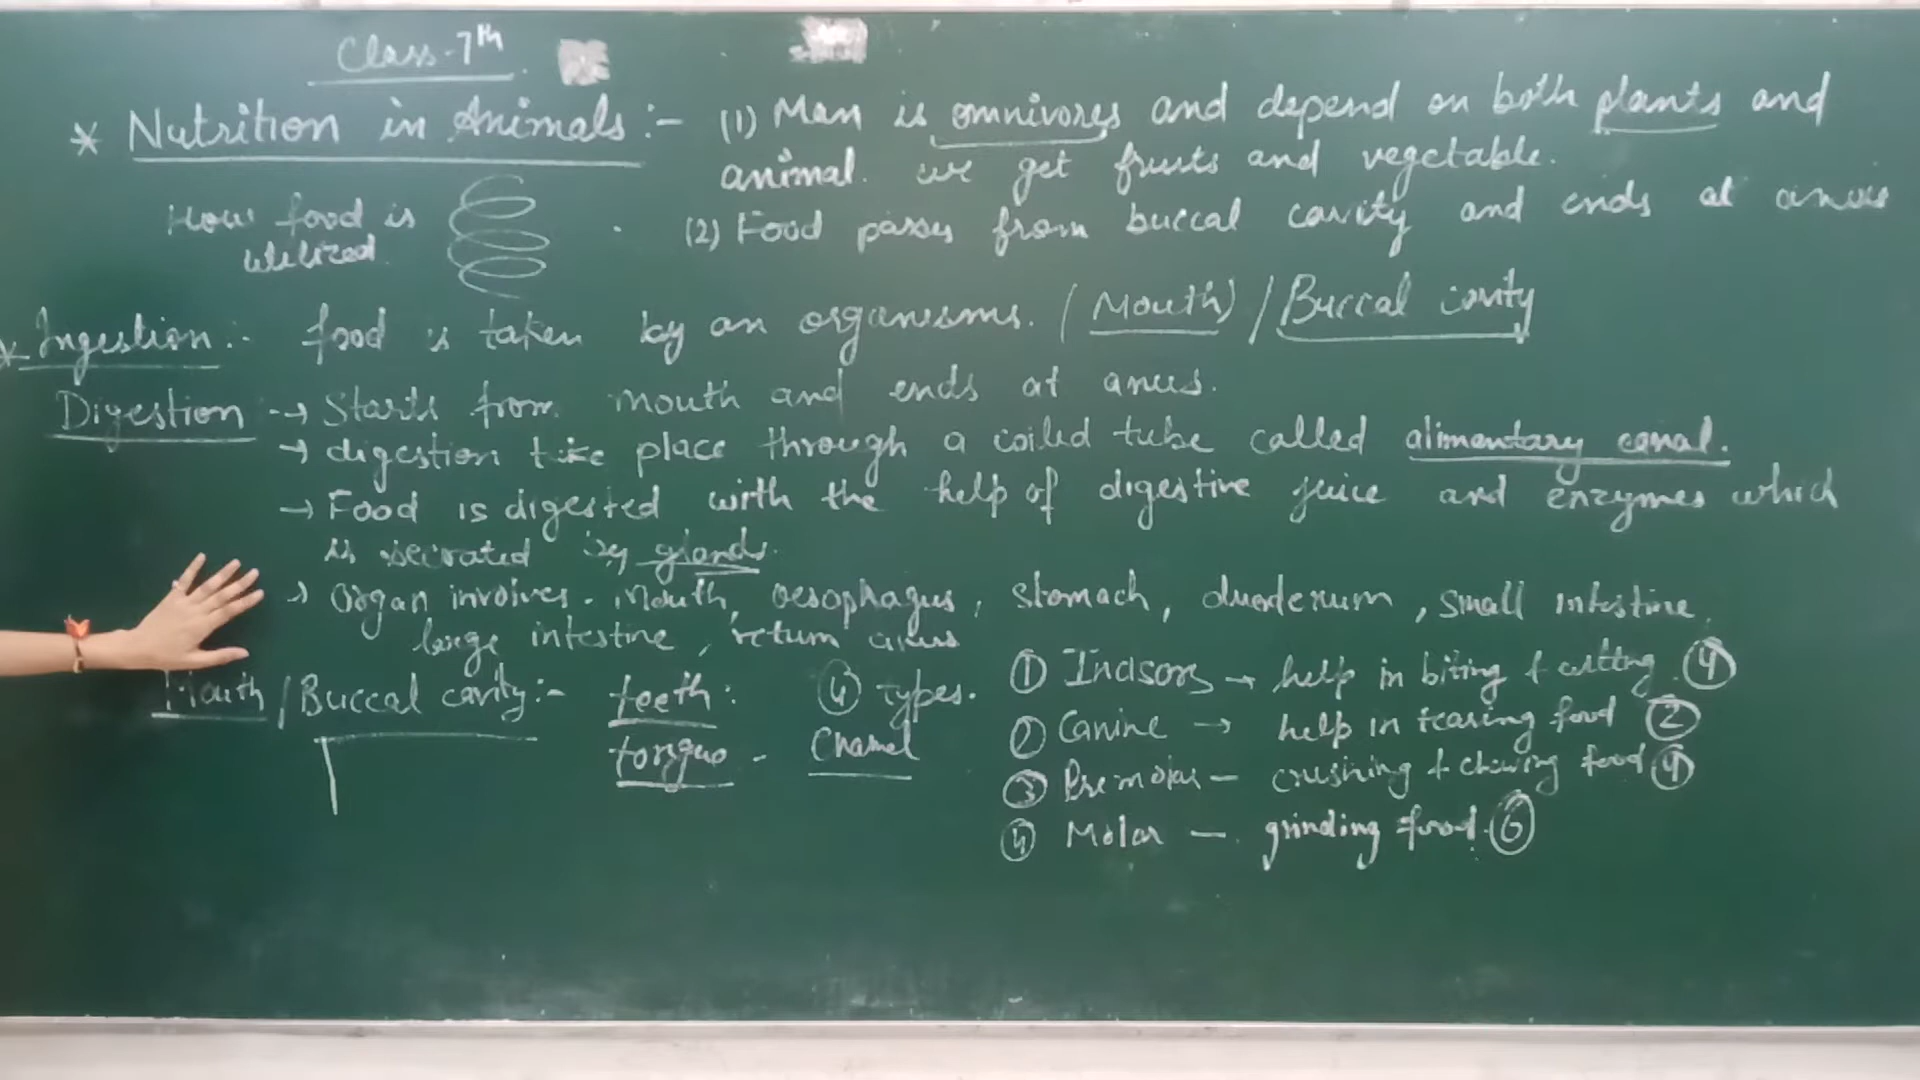 Class-7th
* Nutrition in Animals :- (1) Man is omnivores and depend on both plants and
animal. we get fruits and vegetable.
How food is
utilized
(2) Food passes from buccal cavity and ends at anus
* Ingestion :- food is taken by an organisms. (Mouth) / Buccal cavity
Digestion --> Starts from mouth and ends at anus.
-> digestion take place through a coiled tube called alimentary canal.
-> Food is digested with the help of digestive juice and enzymes which
is secrated by glands.
-> Organ involves - Mouth, oesophagus, stomach, duodenum, small intestine,
large intestine, retum anus
Mouth / Buccal cavity :- teeth : ④ types.
tongue - Channel
① Incisors -> help in biting & cutting. ④
② Canine -> help in tearing food ②
③ Premolar - crushing & chewing food ④
④ Molar - grinding food. ⑥